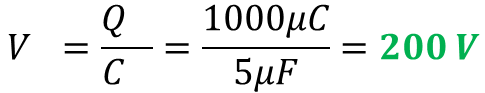 V = Q/C = 1000μC/5μF = 200 V